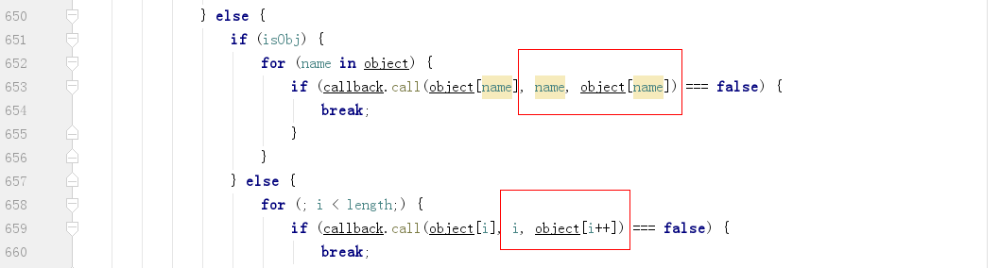 650 } else {
651 if (isObj) {
652 for (name in object) {
653 if (callback.call(object[name], name, object[name]) === false) {
654 break;
655 }
656 }
657 } else {
658 for (; i < length;) {
659 if (callback.call(object[i], i, object[i++]) === false) {
660 break;